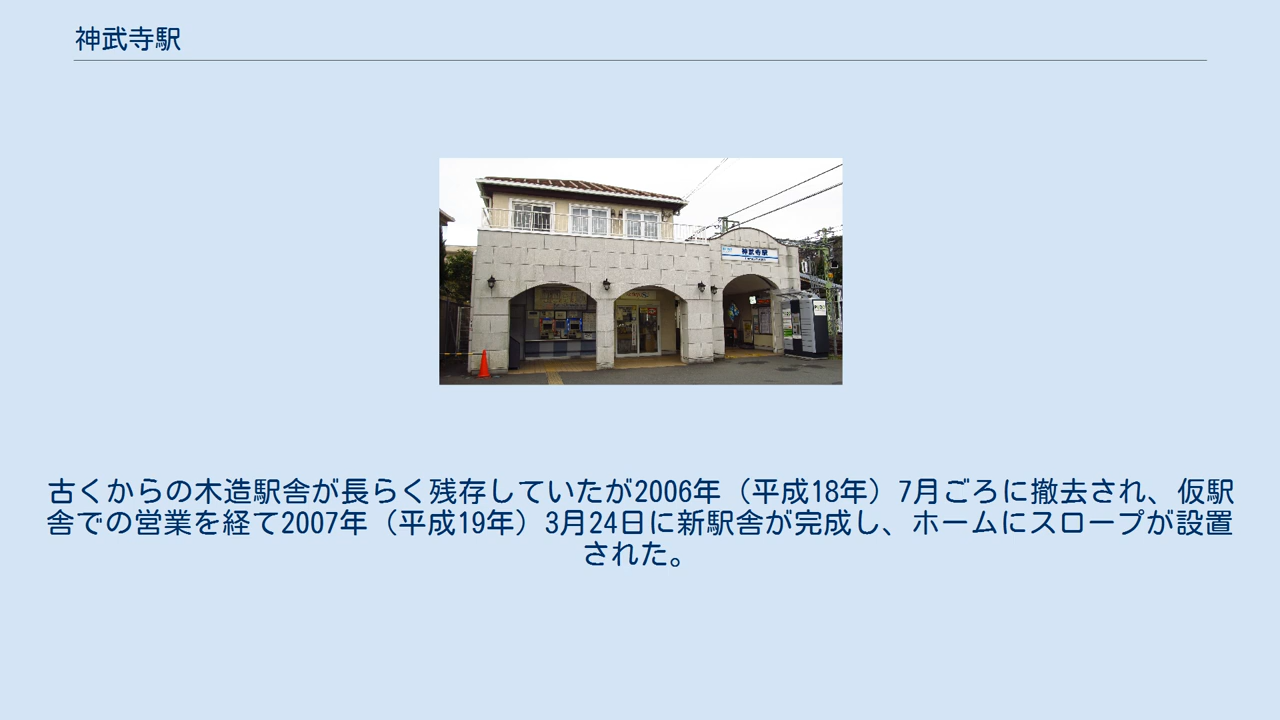 神武寺駅
神武寺駅
古くからの木造駅舎が長らく残存していたが2006年（平成18年）7月ごろに撤去され、仮駅
舎での営業を経て2007年（平成19年）3月24日に新駅舎が完成し、ホームにスロープが設置
された。